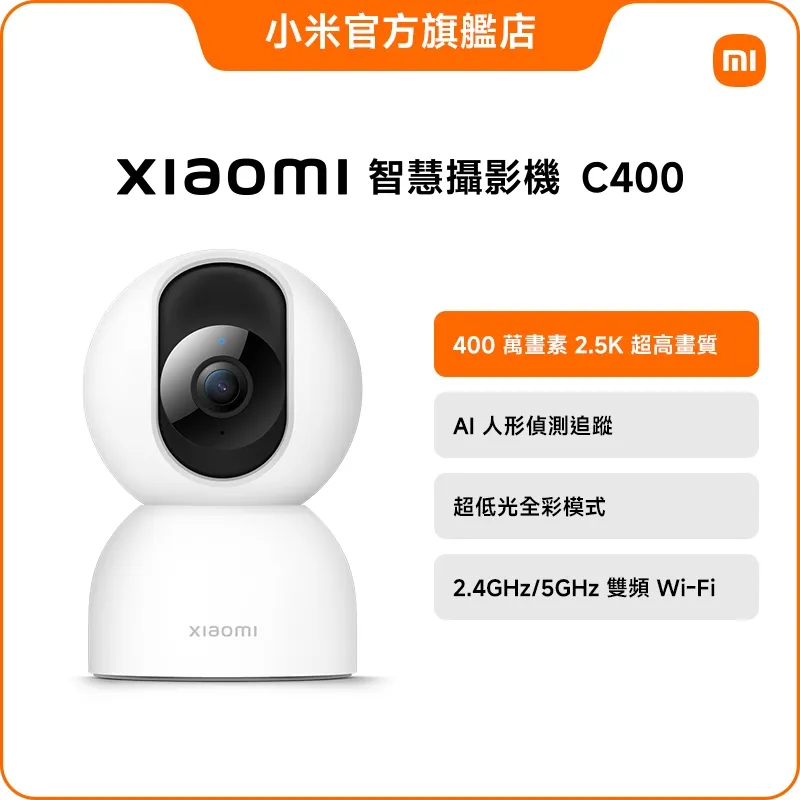 小米官方旗艦店
mi
xiaomi 智慧攝影機 C400
400 萬畫素 2.5K 超高畫質
AI 人形偵測追蹤
超低光全彩模式
2.4GHz/5GHz 雙頻 Wi-Fi
xiaomi